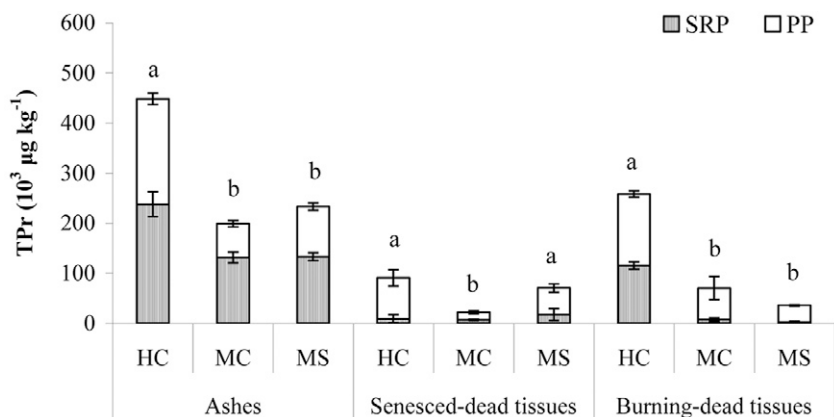 600
SRP PP
500
400
300
200
100
0
TPr (10³ µg kg⁻¹)
a
b
b
a
b
a
a
b
b
HC MC MS HC MC MS HC MC MS
Ashes Senesced-dead tissues Burning-dead tissues